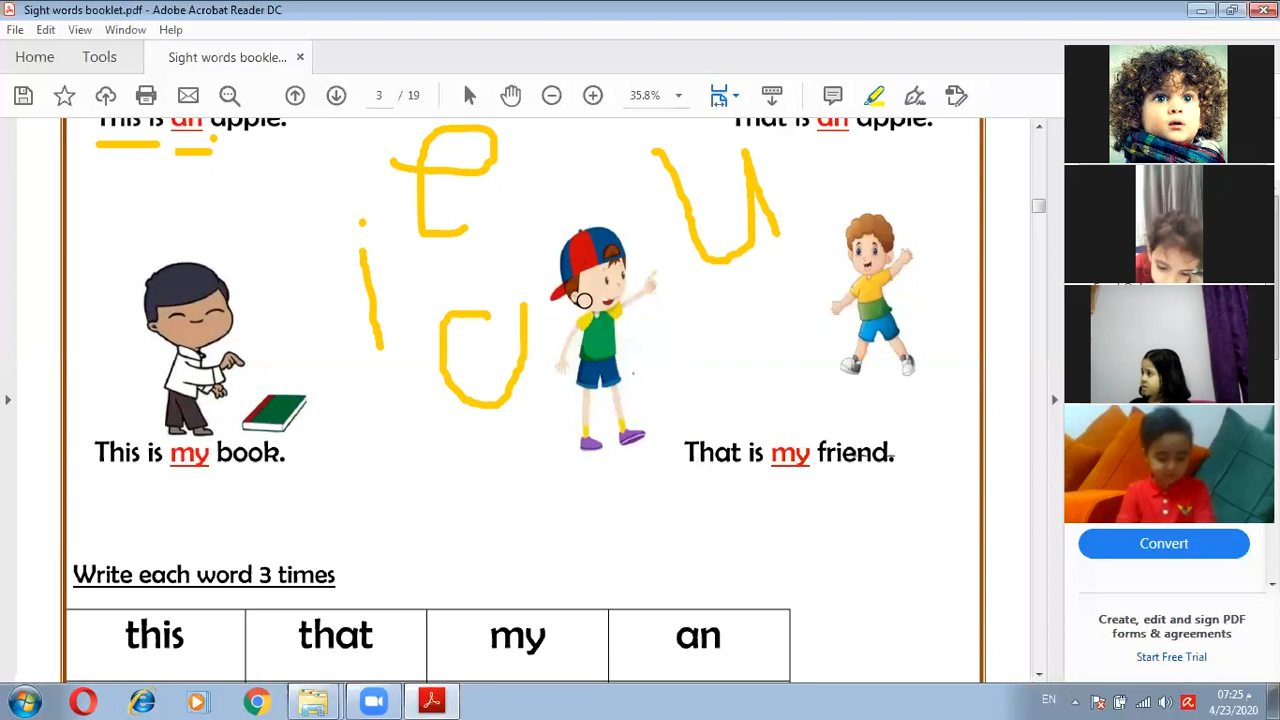 Sight words booklet.pdf - Adobe Acrobat Reader DC
File Edit View Window Help
Home Tools Sight words bookle... ×
3 / 19 35.8%
This is an apple. That is an apple.
e u
i
This is my book. That is my friend.
Write each word 3 times
this that my an
Convert
Create, edit and sign PDF
forms & agreements
Start Free Trial
EN
07:25 م
4/23/2020